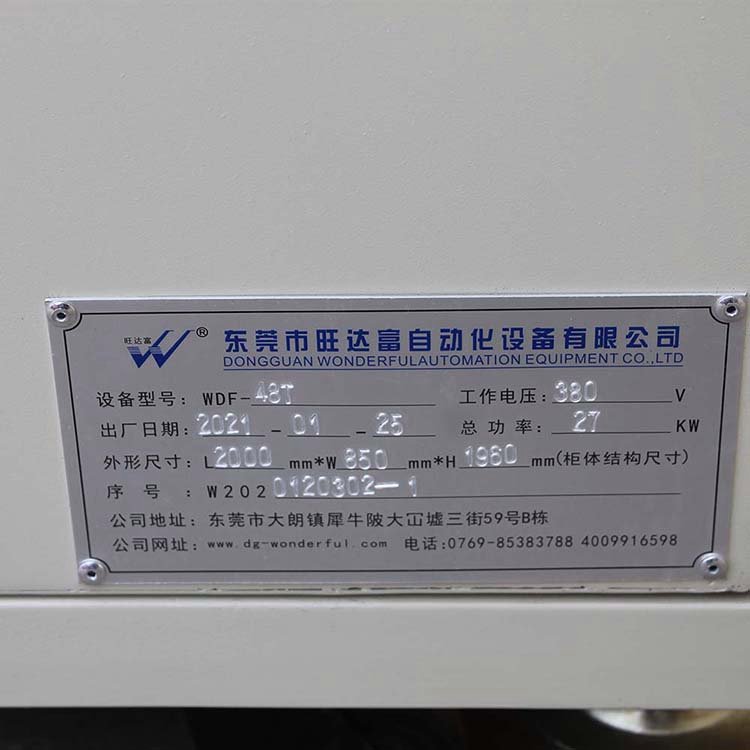 旺达富 ® 东莞市旺达富自动化设备有限公司
DONGGUAN WONDERFULAUTOMATION EQUIPMENT CO.,LTD
设备型号: WDF-48T 工作电压: 380 V
出厂日期: 2021 - 01 - 25 总功率: 27 KW
外形尺寸: L2000 mm*W 850 mm*H 1980 mm(柜体结构尺寸)
序号: W2020120302-1
公司地址: 东莞市大朗镇犀牛陂大㘭墟三街59号B栋
公司网址: www.dg-wonderful.com 电话:0769-85383788 4009916598